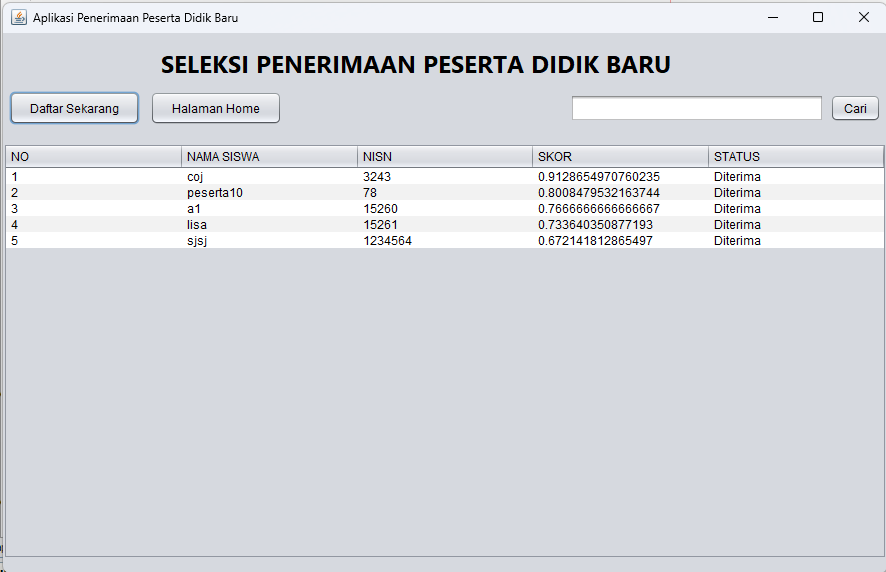 Aplikasi Penerimaan Peserta Didik Baru
SELEKSI PENERIMAAN PESERTA DIDIK BARU
Daftar Sekarang Halaman Home Cari
NO NAMA SISWA NISN SKOR STATUS
1 coj 3243 0.9128654970760235 Diterima
2 peserta10 78 0.8008479532163744 Diterima
3 a1 15260 0.7666666666666667 Diterima
4 lisa 15261 0.733640350877193 Diterima
5 sjsj 1234564 0.672141812865497 Diterima